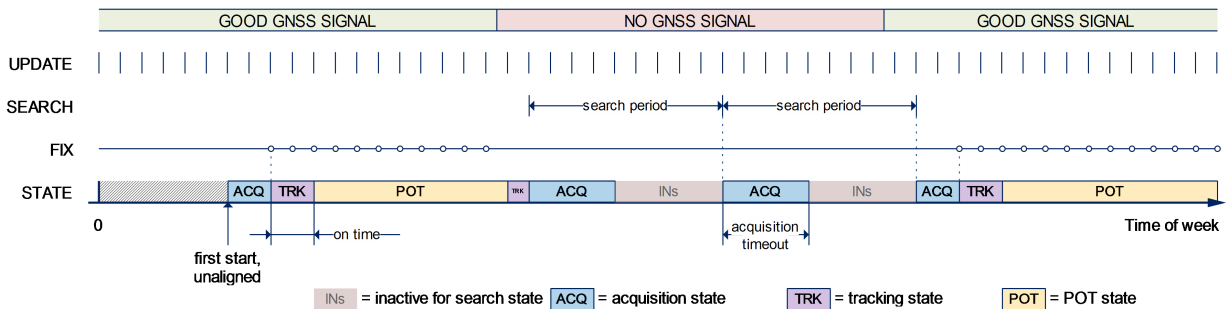 GOOD GNSS SIGNAL NO GNSS SIGNAL GOOD GNSS SIGNAL
UPDATE
SEARCH search period search period
FIX
STATE ACQ TRK POT TRK ACQ INs ACQ INs ACQ TRK POT
0 Time of week
on time
first start,
unaligned
acquisition
timeout
INs = inactive for search state ACQ = acquisition state TRK = tracking state POT = POT state